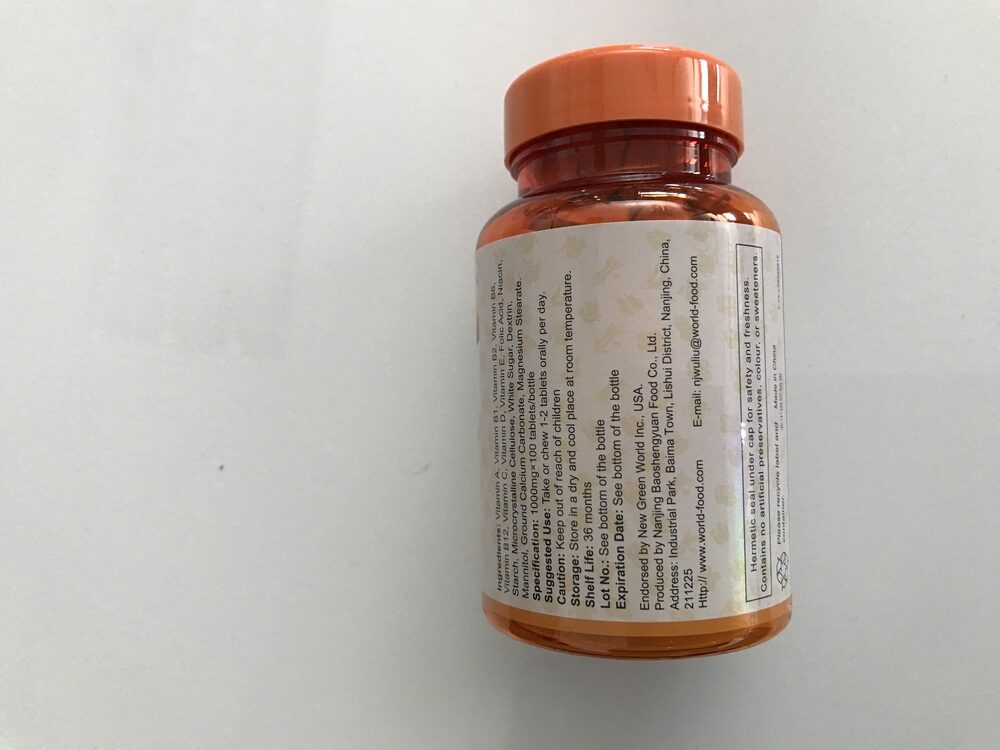 Ingredients: Vitamin A, Vitamin B1, Vitamin B2, Vitamin B6,
Vitamin B12, Vitamin C, Vitamin D, Vitamin E, Folic Acid, Niacin,
Starch, Microcrystalline Cellulose, White Sugar, Dextrin,
Mannitol, Ground Calcium Carbonate, Magnesium Stearate.
Specification: 1000mg×100 tablets/bottle
Suggested Use: Take or chew 1-2 tablets orally per day.
Caution: Keep out of reach of children
Storage: Store in a dry and cool place at room temperature.
Shelf Life: 36 months
Lot No.: See bottom of the bottle
Expiration Date: See bottom of the bottle
Endorsed by New Green World Inc., USA.
Produced by Nanjing Baoshengyuan Food Co., Ltd.
Address: Industrial Park, Baima Town, Lishui District, Nanjing, China,
211225
Http:// www.world-food.com E-mail: njwuliu@world-food.com
Hermetic seal under cap for safety and freshness.
Contains no artificial preservatives, colour, or sweeteners.
Please recycle label and Made in China
container